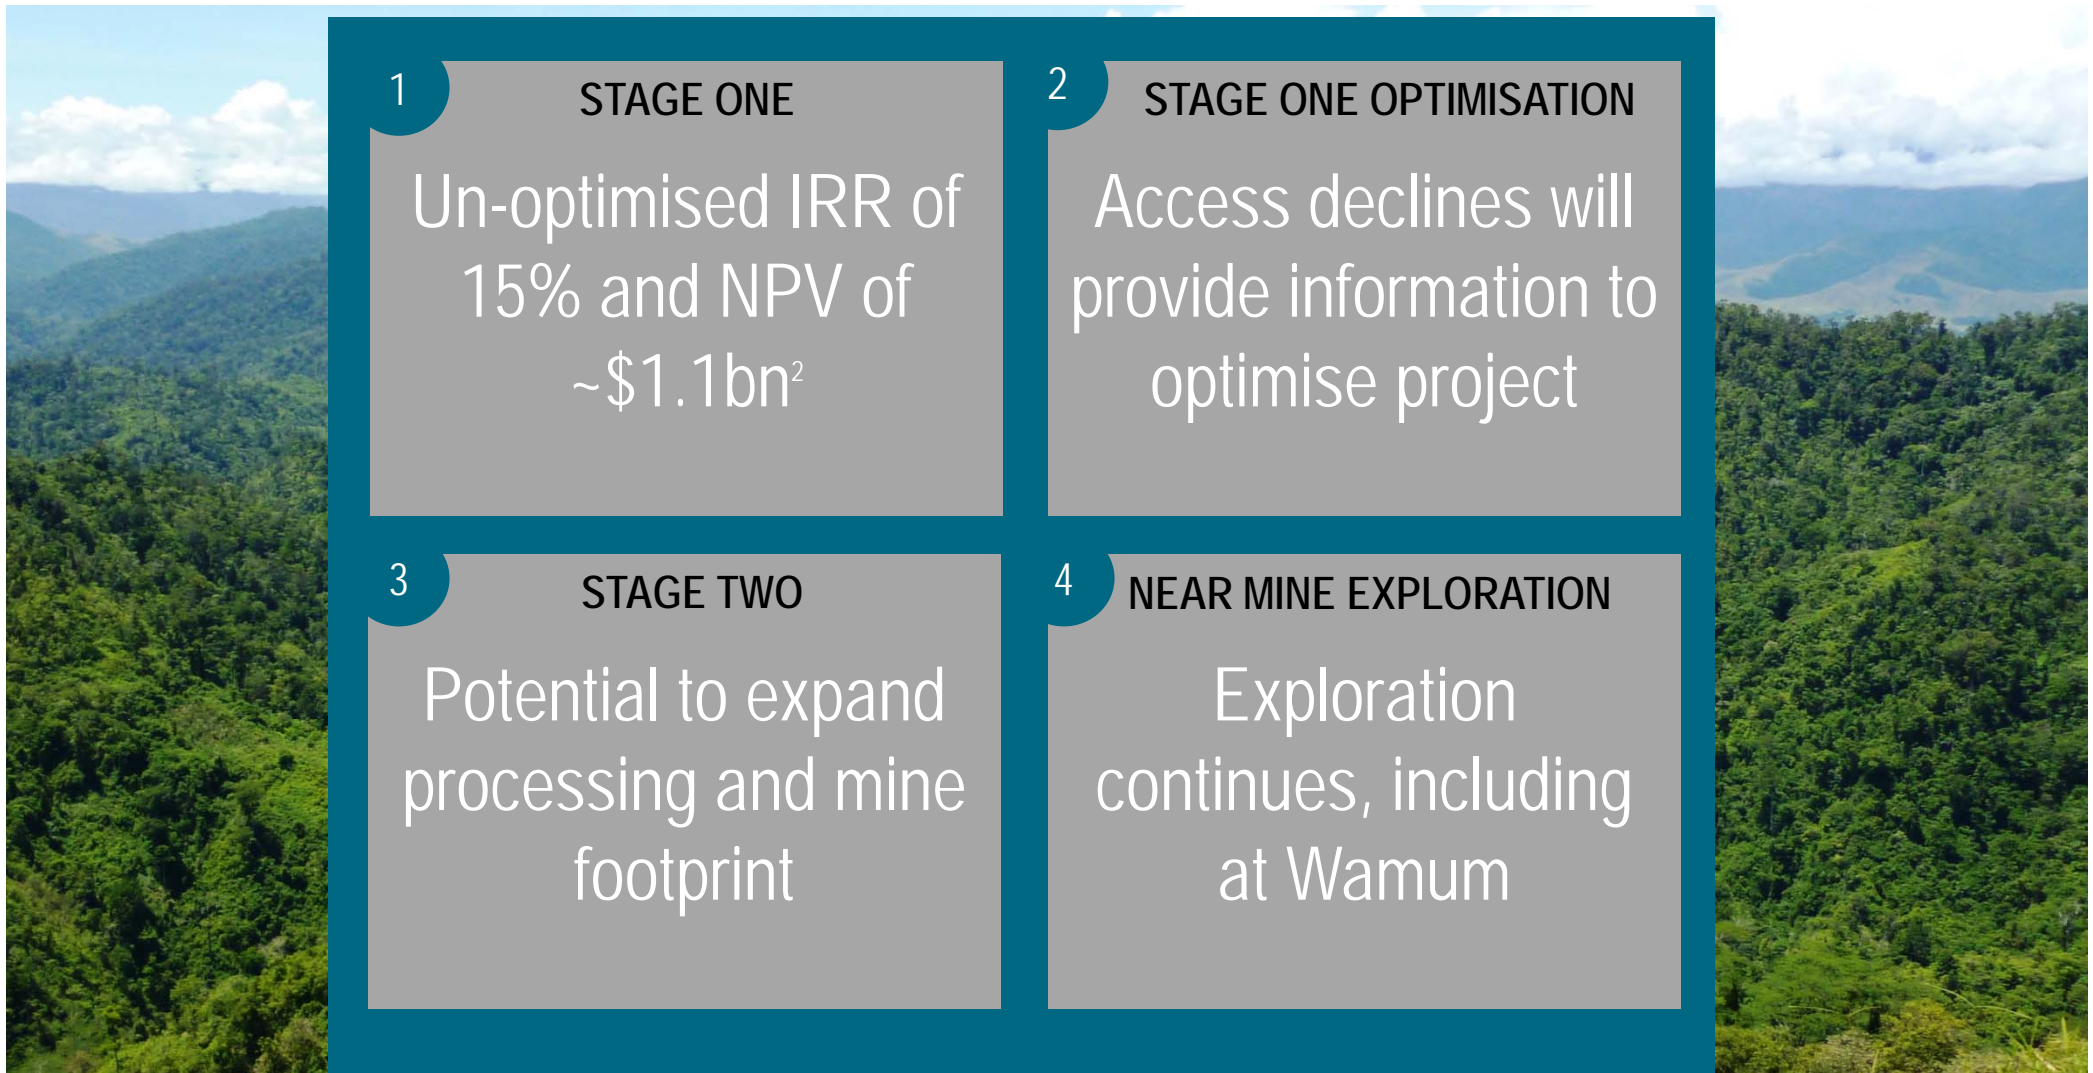 1
STAGE ONE
Un-optimised IRR of
15% and NPV of
~$1.1bn²
2
STAGE ONE OPTIMISATION
Access declines will
provide information to
optimise project
3
STAGE TWO
Potential to expand
processing and mine
footprint
4
NEAR MINE EXPLORATION
Exploration
continues, including
at Wamum